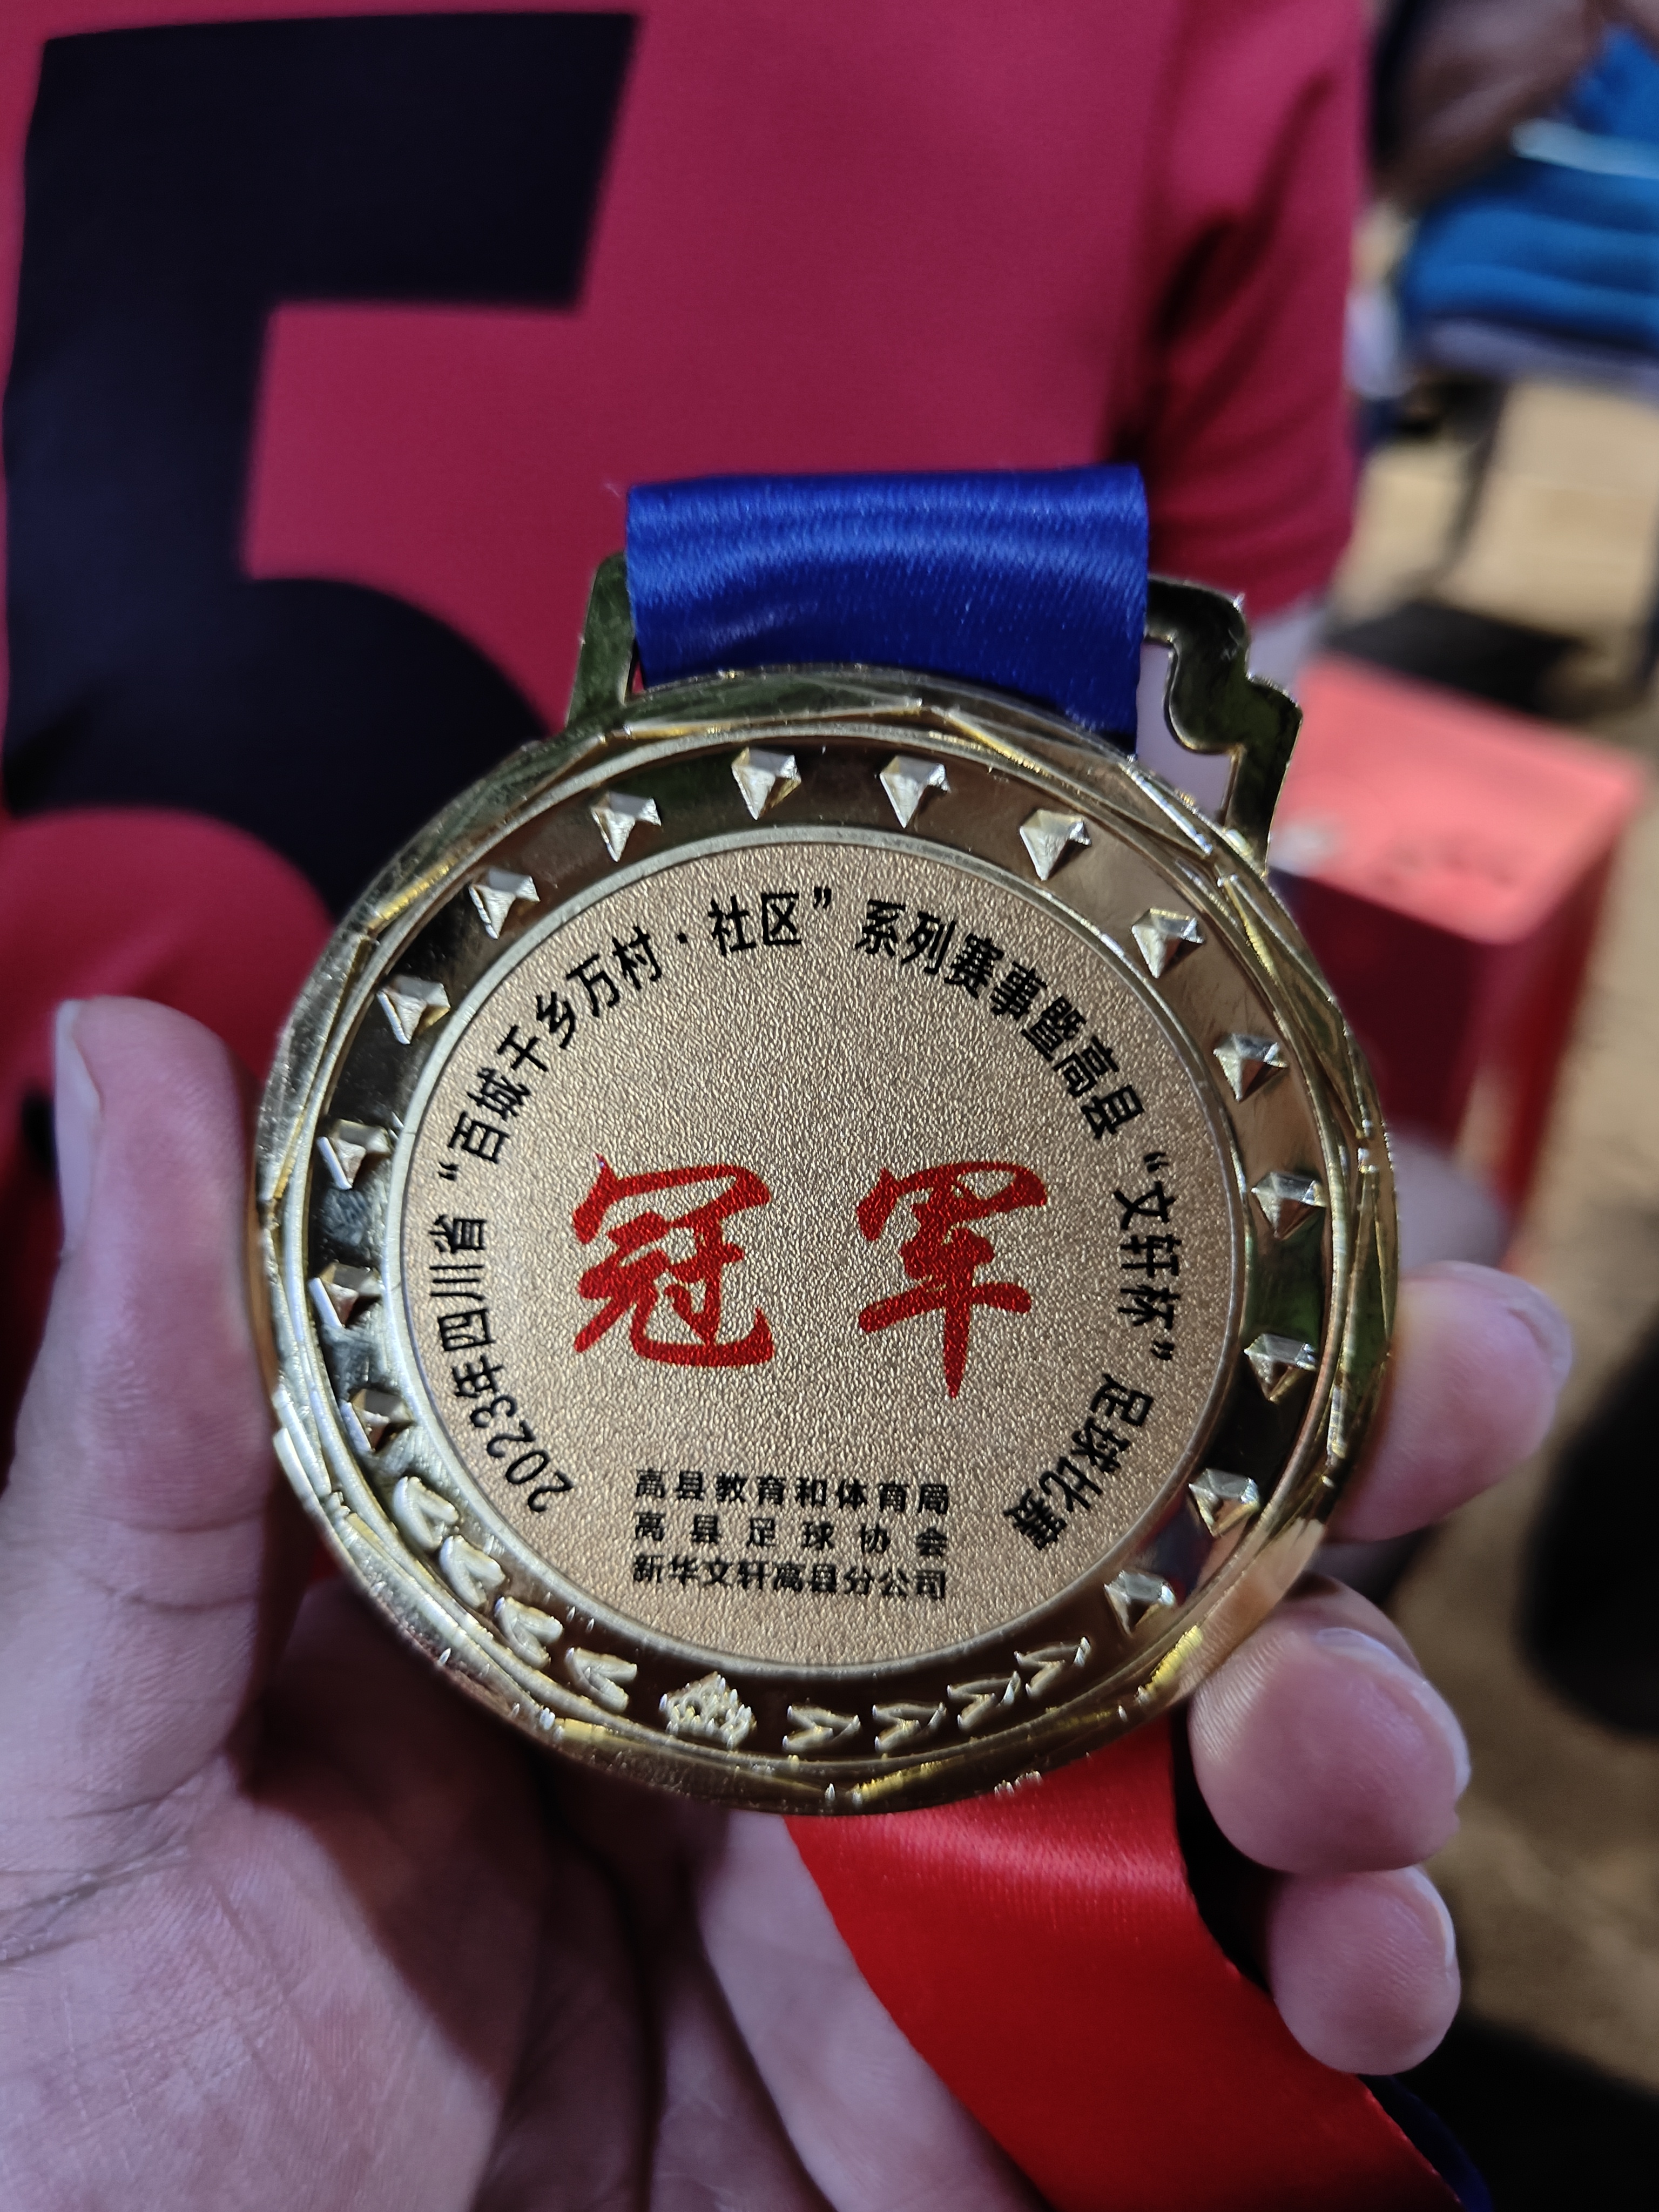 2023年四川省“百城千乡万村·社区”系列赛事暨高县“文轩杯”足球比赛
冠军
高县教育和体育局
高县足球协会
新华文轩高县分公司